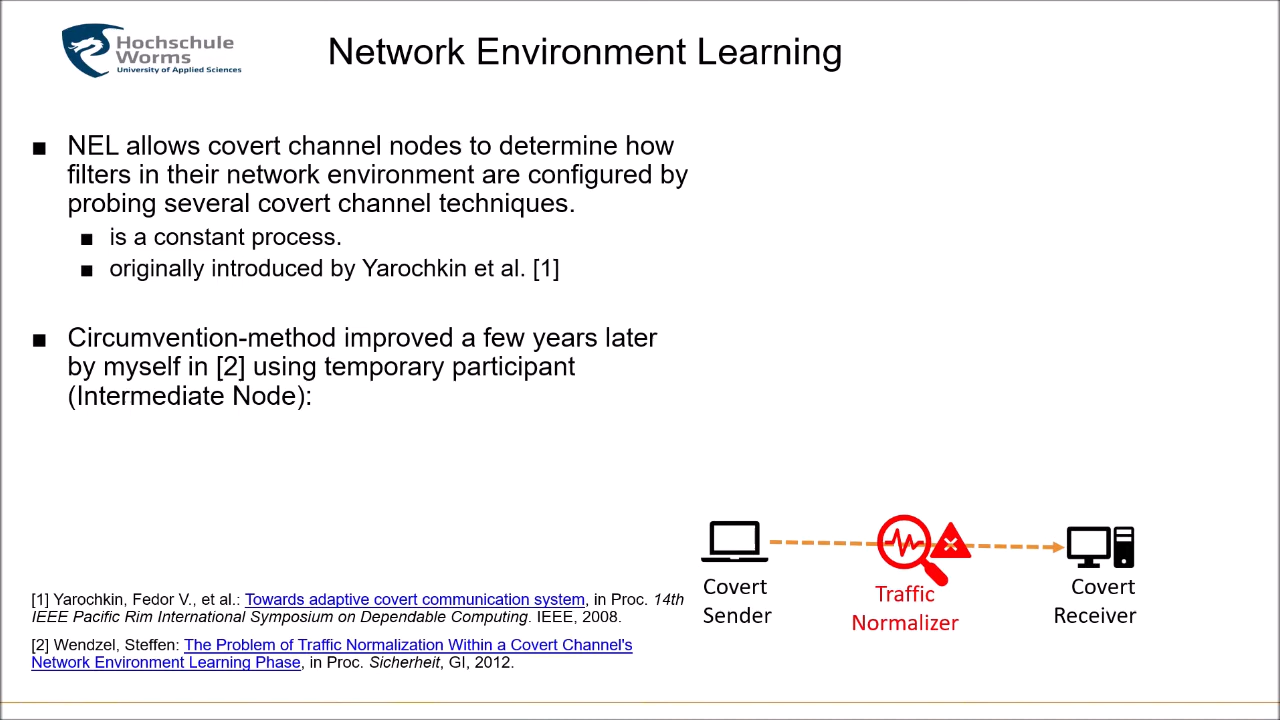 Hochschule
Worms
University of Applied Sciences
Network Environment Learning
■ NEL allows covert channel nodes to determine how
filters in their network environment are configured by
probing several covert channel techniques.
■ is a constant process.
■ originally introduced by Yarochkin et al. [1]
■ Circumvention-method improved a few years later
by myself in [2] using temporary participant
(Intermediate Node):
Covert
Sender
Traffic
Normalizer
Covert
Receiver
[1] Yarochkin, Fedor V., et al.: Towards adaptive covert communication system, in Proc. 14th
IEEE Pacific Rim International Symposium on Dependable Computing. IEEE, 2008.
[2] Wendzel, Steffen: The Problem of Traffic Normalization Within a Covert Channel's
Network Environment Learning Phase, in Proc. Sicherheit, GI, 2012.